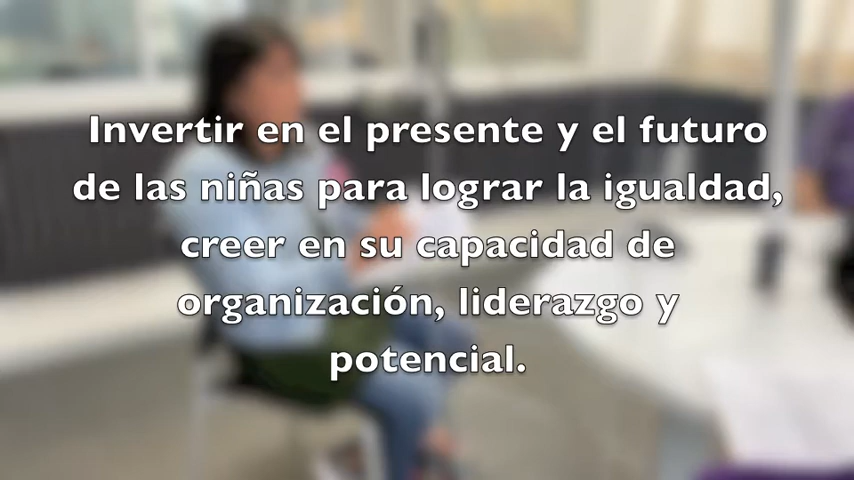 Invertir en el presente y el futuro
de las niñas para lograr la igualdad,
creer en su capacidad de
organización, liderazgo y
potencial.